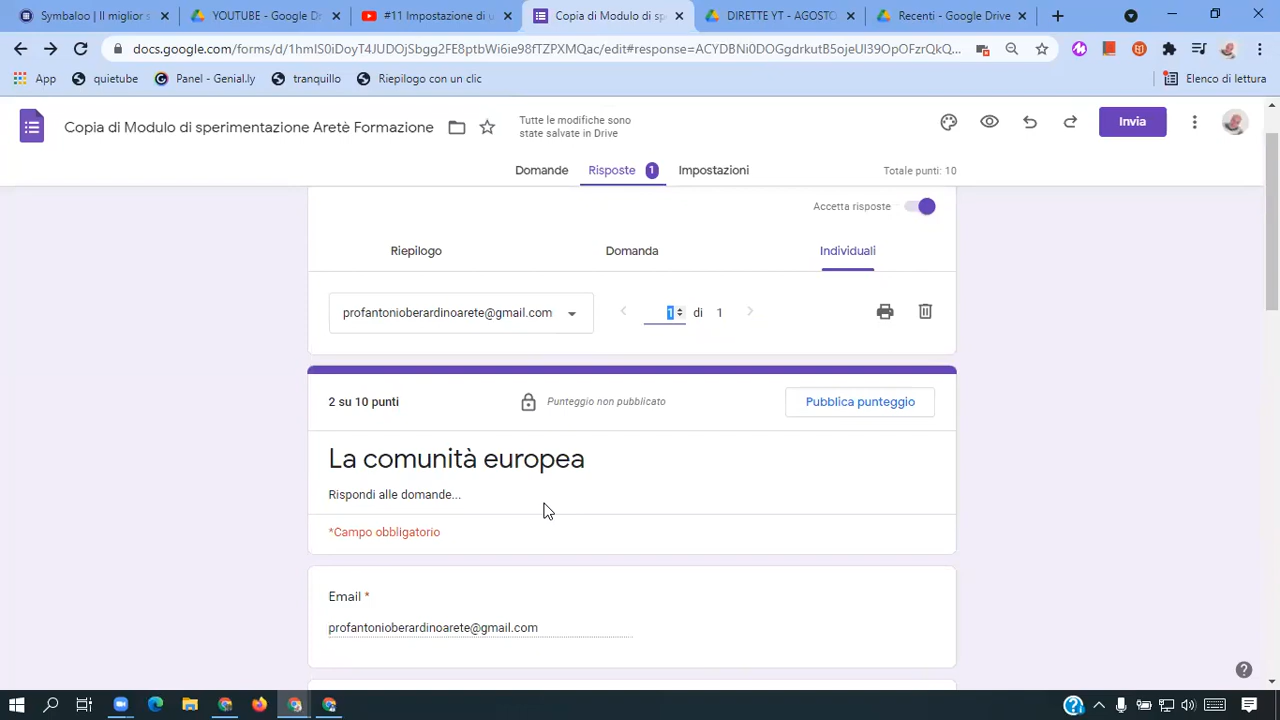 Symbaloo | Il miglior s
YOUTUBE - Google Da
#11 Impostazione di u
Copia di Modulo di spe
DIRETTE YT - AGOSTO
Recenti - Google Drive
docs.google.com/forms/d/1hmIS0iDoyT4JUDOjSbgg2FE8ptbWi6ie98fTZPXMQac/edit#response=ACYDBNi0DOGgdrkutB5ojeUl39OpOFzrQkQ...
App
quietube
Panel - Genial.ly
tranquillo
Riepilogo con un clic
Elenco di lettura
Copia di Modulo di sperimentazione Aretè Formazione
Tutte le modifiche sono
state salvate in Drive
Invia
Domande
Risposte
1
Impostazioni
Totale punti: 10
Accetta risposte
Riepilogo
Domanda
Individuali
profantonioberardinoarete@gmail.com
1 di 1
2 su 10 punti
Punteggio non pubblicato
Pubblica punteggio
La comunità europea
Rispondi alle domande...
*Campo obbligatorio
Email *
profantonioberardinoarete@gmail.com